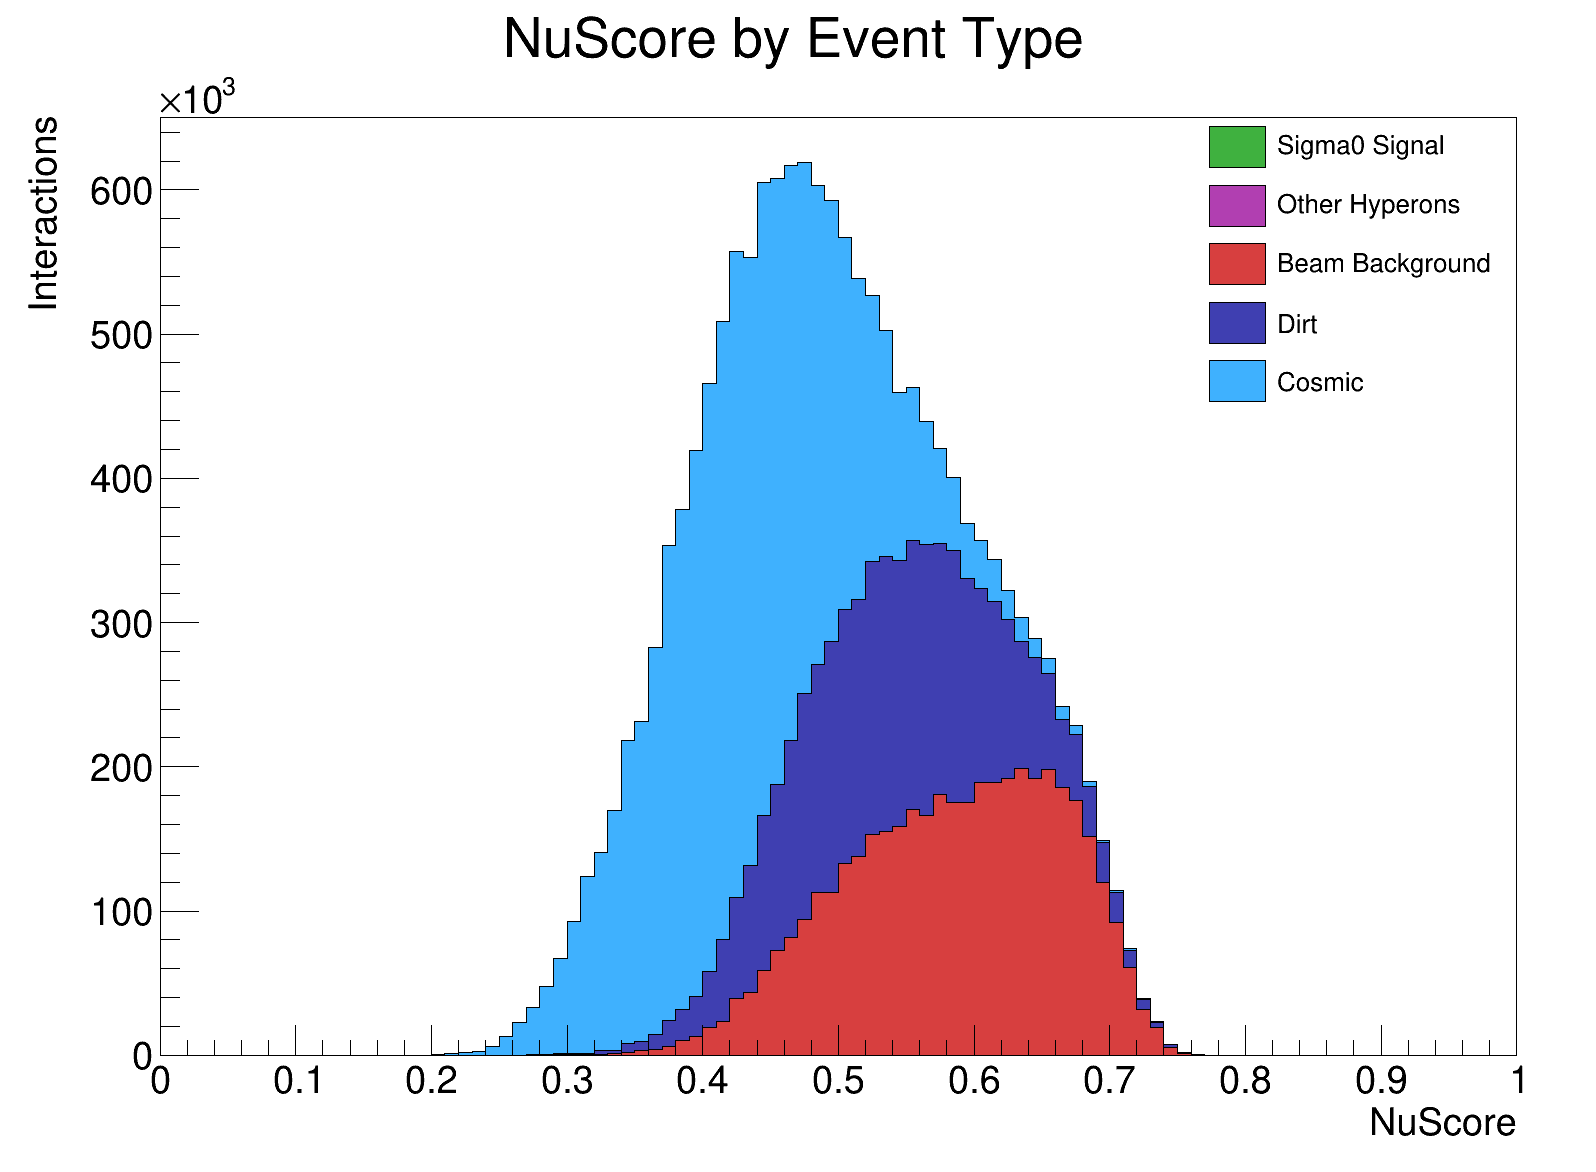 NuScore by Event Type
×10³
Interactions
Sigma0 Signal
Other Hyperons
Beam Background
Dirt
Cosmic
600
500
400
300
200
100
0
0 0.1 0.2 0.3 0.4 0.5 0.6 0.7 0.8 0.9 1
NuScore